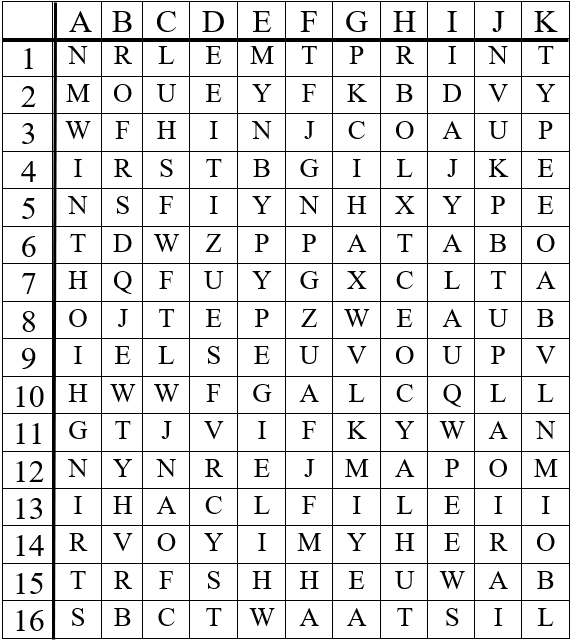 A B C D E F G H I J K
1 N R L E M T P R I N T
2 M O U E Y F K B D V Y
3 W F H I N J C O A U P
4 I R S T B G I L J K E
5 N S F I Y N H X Y P E
6 T D W Z P P A T A B O
7 H Q F U Y G X C L T A
8 O J T E P Z W E A U B
9 I E L S E U V O U P V
10 H W W F G A L C Q L L
11 G T J V I F K Y W A N
12 N Y N R E J M A P O M
13 I H A C L F I L E I I
14 R V O Y I M Y H E R O
15 T R F S H H E U W A B
16 S B C T W A A T S I L